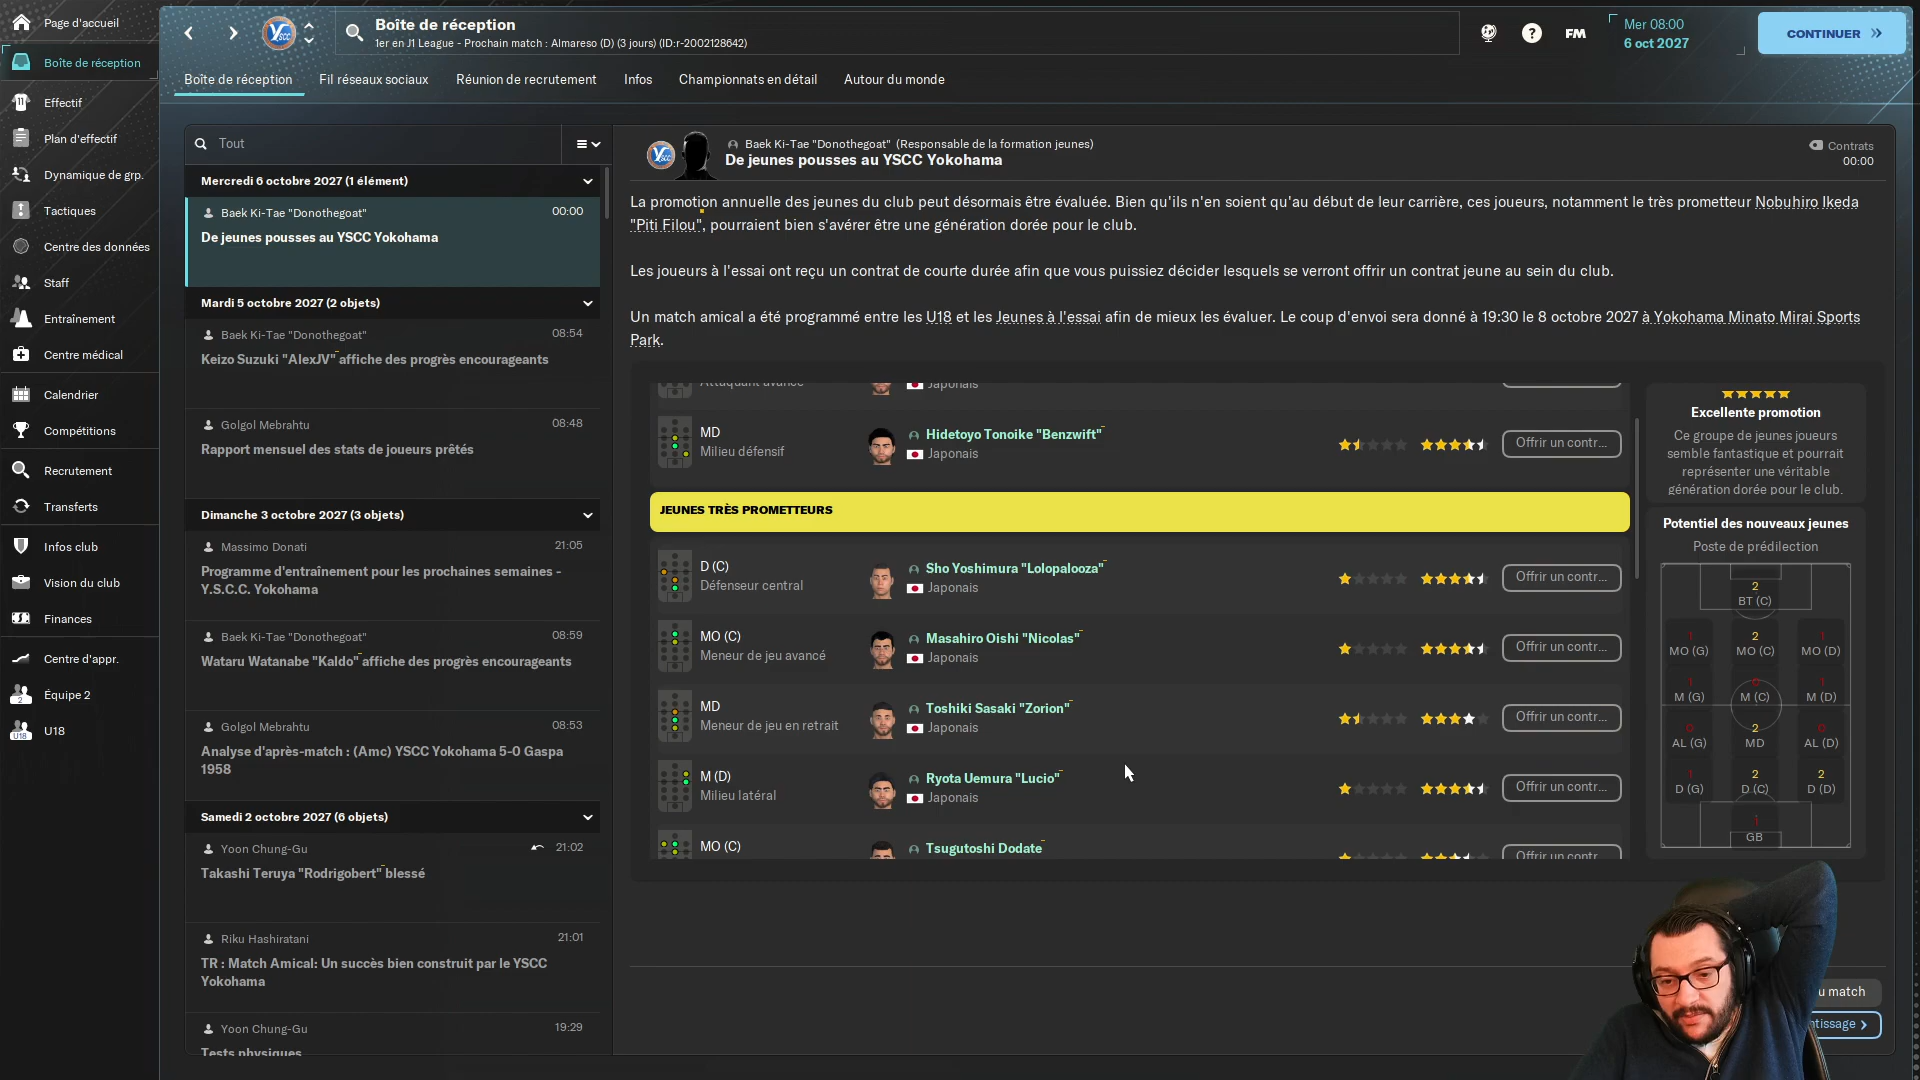 Page d'accueil
Boîte de réception
Effectif
Plan d'effectif
Dynamique de grp.
Tactiques
Centre des données
Staff
Entraînement
Centre médical
Calendrier
Compétitions
Recrutement
Transferts
Infos club
Vision du club
Finances
Centre d'appr.
Équipe 2
U18
Boîte de réception
1er en J1 League - Prochain match : Almareso (D) (3 jours) (ID:r-2002128642)
FM
Mer 08:00
6 oct 2027
CONTINUER
Boîte de réception
Fil réseaux sociaux
Réunion de recrutement
Infos
Championnats en détail
Autour du monde
Tout
Mercredi 6 octobre 2027 (1 élément)
Baek Ki-Tae "Donothegoat" 00:00
De jeunes pousses au YSCC Yokohama
Mardi 5 octobre 2027 (2 objets)
Baek Ki-Tae "Donothegoat" 08:54
Keizo Suzuki "AlexJV" affiche des progrès encourageants
Golgol Mebrahtu 08:48
Rapport mensuel des stats de joueurs prêtés
Dimanche 3 octobre 2027 (3 objets)
Massimo Donati 21:05
Programme d'entraînement pour les prochaines semaines -
Y.S.C.C. Yokohama
Baek Ki-Tae "Donothegoat" 08:59
Wataru Watanabe "Kaldo" affiche des progrès encourageants
Golgol Mebrahtu 08:53
Analyse d'après-match : (Amc) YSCC Yokohama 5-0 Gaspa
1958
Samedi 2 octobre 2027 (6 objets)
Yoon Chung-Gu 21:02
Takashi Teruya "Rodrigobert" blessé
Riku Hashiratani 21:01
TR : Match Amical: Un succès bien construit par le YSCC
Yokohama
Yoon Chung-Gu 19:29
Tests physiques
Baek Ki-Tae "Donothegoat" (Responsable de la formation jeunes)
De jeunes pousses au YSCC Yokohama
Contrats
00:00
La promotion annuelle des jeunes du club peut désormais être évaluée. Bien qu'ils n'en soient qu'au début de leur carrière, ces joueurs, notamment le très prometteur Nobuhiro Ikeda
"Piti Filou", pourraient bien s'avérer être une génération dorée pour le club.
Les joueurs à l'essai ont reçu un contrat de courte durée afin que vous puissiez décider lesquels se verront offrir un contrat jeune au sein du club.
Un match amical a été programmé entre les U18 et les Jeunes à l'essai afin de mieux les évaluer. Le coup d'envoi sera donné à 19:30 le 8 octobre 2027 à Yokohama Minato Mirai Sports
Park.
Attaquant avancé
Japonais
MD
Milieu défensif
Hidetoyo Tonoike "Benzwift"
Japonais
Offrir un contr...
JEUNES TRÈS PROMETTEURS
D (C)
Défenseur central
Sho Yoshimura "Lolopalooza"
Japonais
Offrir un contr...
MO (C)
Meneur de jeu avancé
Masahiro Oishi "Nicolas"
Japonais
Offrir un contr...
MD
Meneur de jeu en retrait
Toshiki Sasaki "Zorion"
Japonais
Offrir un contr...
M (D)
Milieu latéral
Ryota Uemura "Lucio"
Japonais
Offrir un contr...
MO (C)
Tsugutoshi Dodate
Offrir un contr...
Excellente promotion
Ce groupe de jeunes joueurs
semble fantastique et pourrait
représenter une véritable
génération dorée pour le club.
Potentiel des nouveaux jeunes
Poste de prédilection
2
BT (C)
1 2 1
MO (G) MO (C) MO (D)
1 0 1
M (G) M (C) M (D)
0 2 0
AL (G) MD AL (D)
1 2 2
D (G) D (C) D (D)
1
GB
u match
ntissage